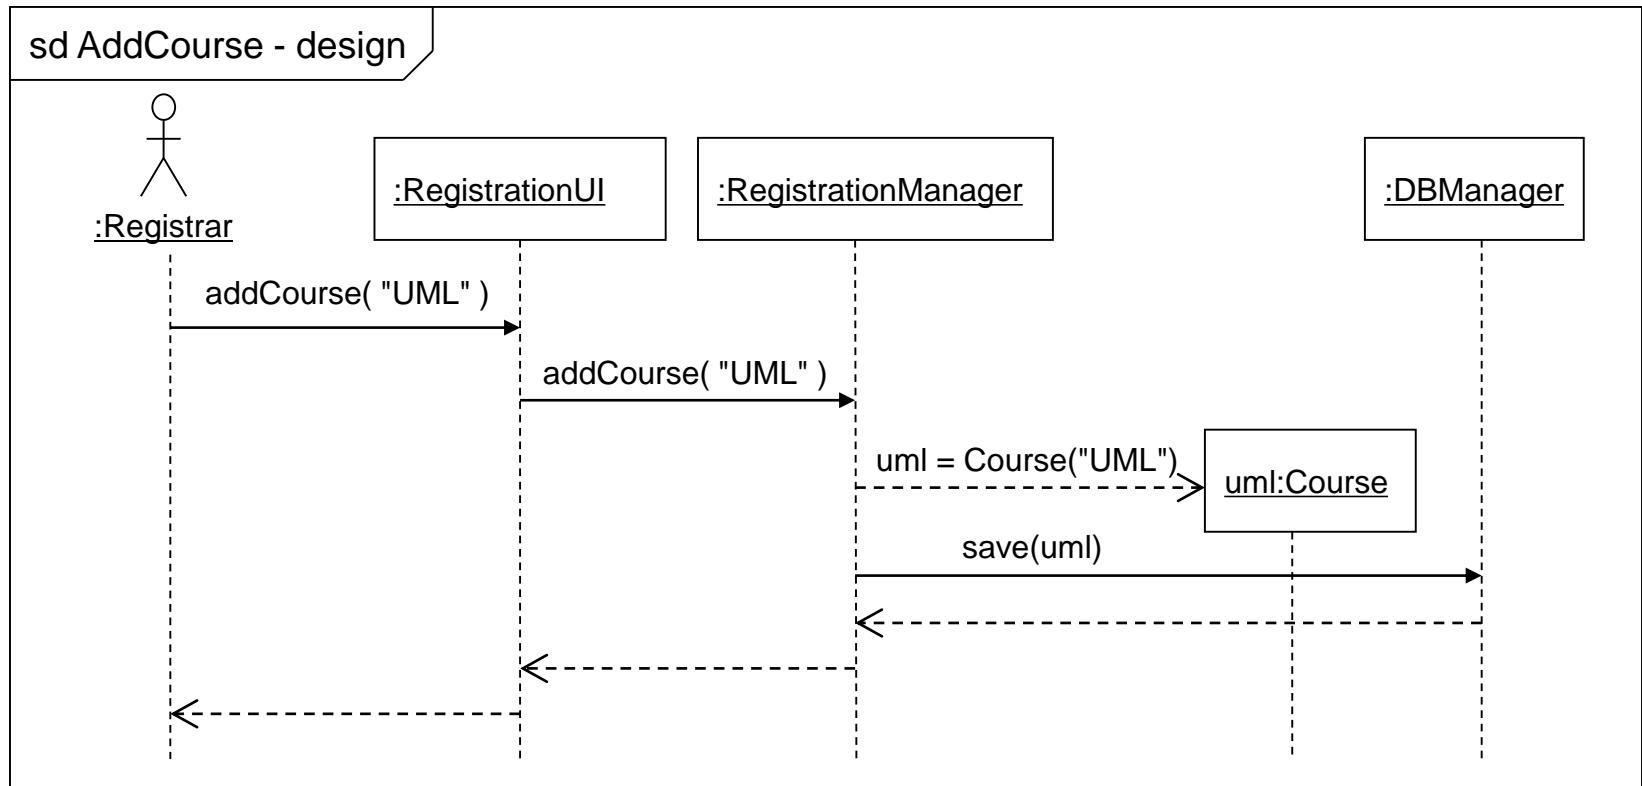 sd AddCourse - design
:Registrar
:RegistrationUI
:RegistrationManager
:DBManager
addCourse( "UML" )
addCourse( "UML" )
uml = Course("UML")
uml:Course
save(uml)